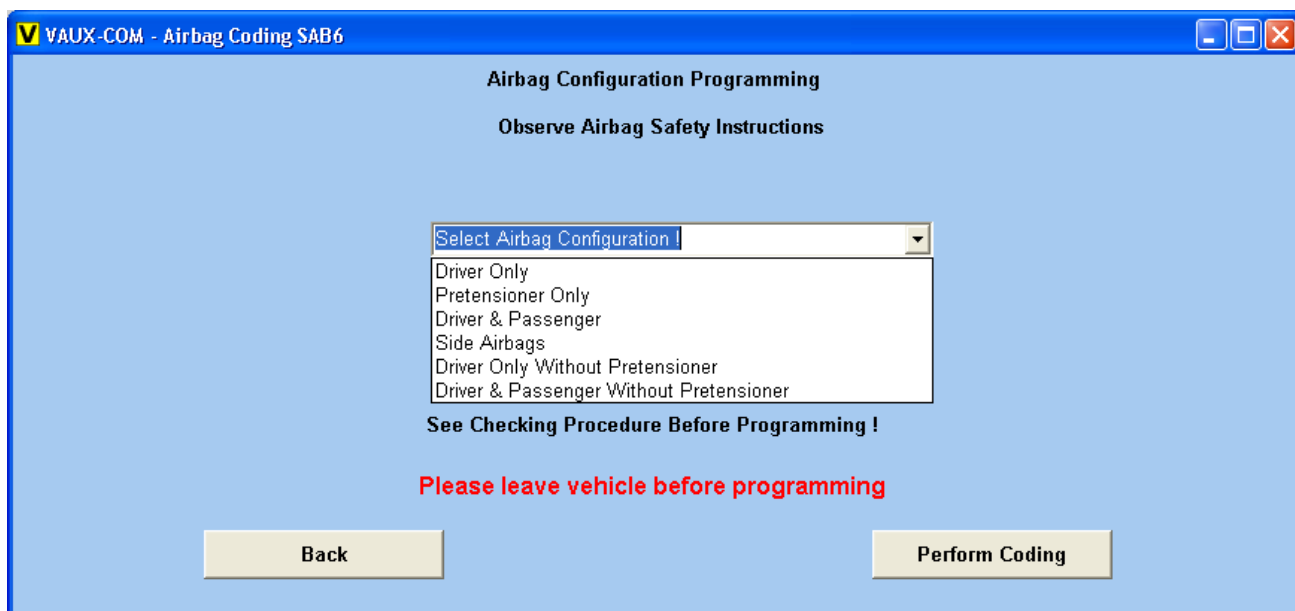 VAUX-COM - Airbag Coding SAB6
Airbag Configuration Programming
Observe Airbag Safety Instructions
Select Airbag Configuration !
Driver Only
Pretensioner Only
Driver & Passenger
Side Airbags
Driver Only Without Pretensioner
Driver & Passenger Without Pretensioner
See Checking Procedure Before Programming !
Please leave vehicle before programming
Back
Perform Coding